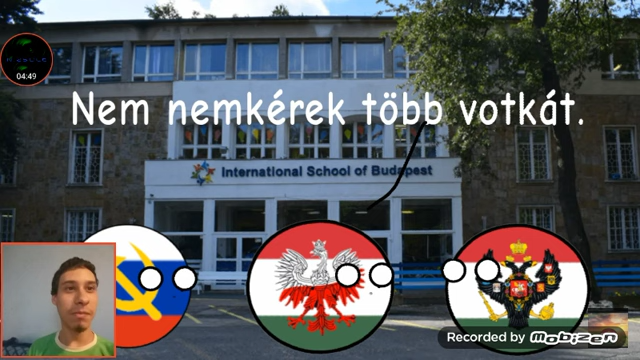 04:49
Nem nemkérek több votkát.
International School of Budapest
Recorded by mobizen